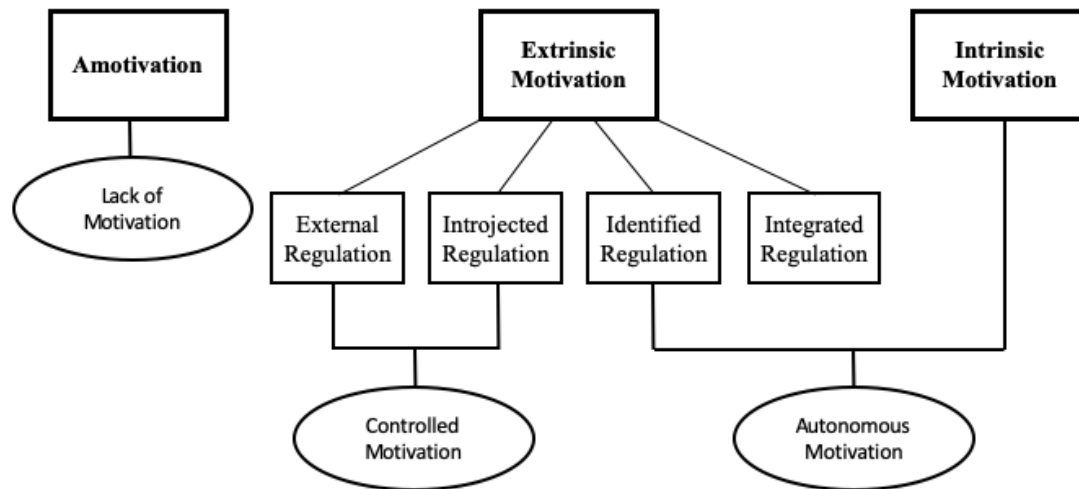 Amotivation
Extrinsic
Motivation
Intrinsic
Motivation
Lack of
Motivation
External
Regulation
Introjected
Regulation
Identified
Regulation
Integrated
Regulation
Controlled
Motivation
Autonomous
Motivation